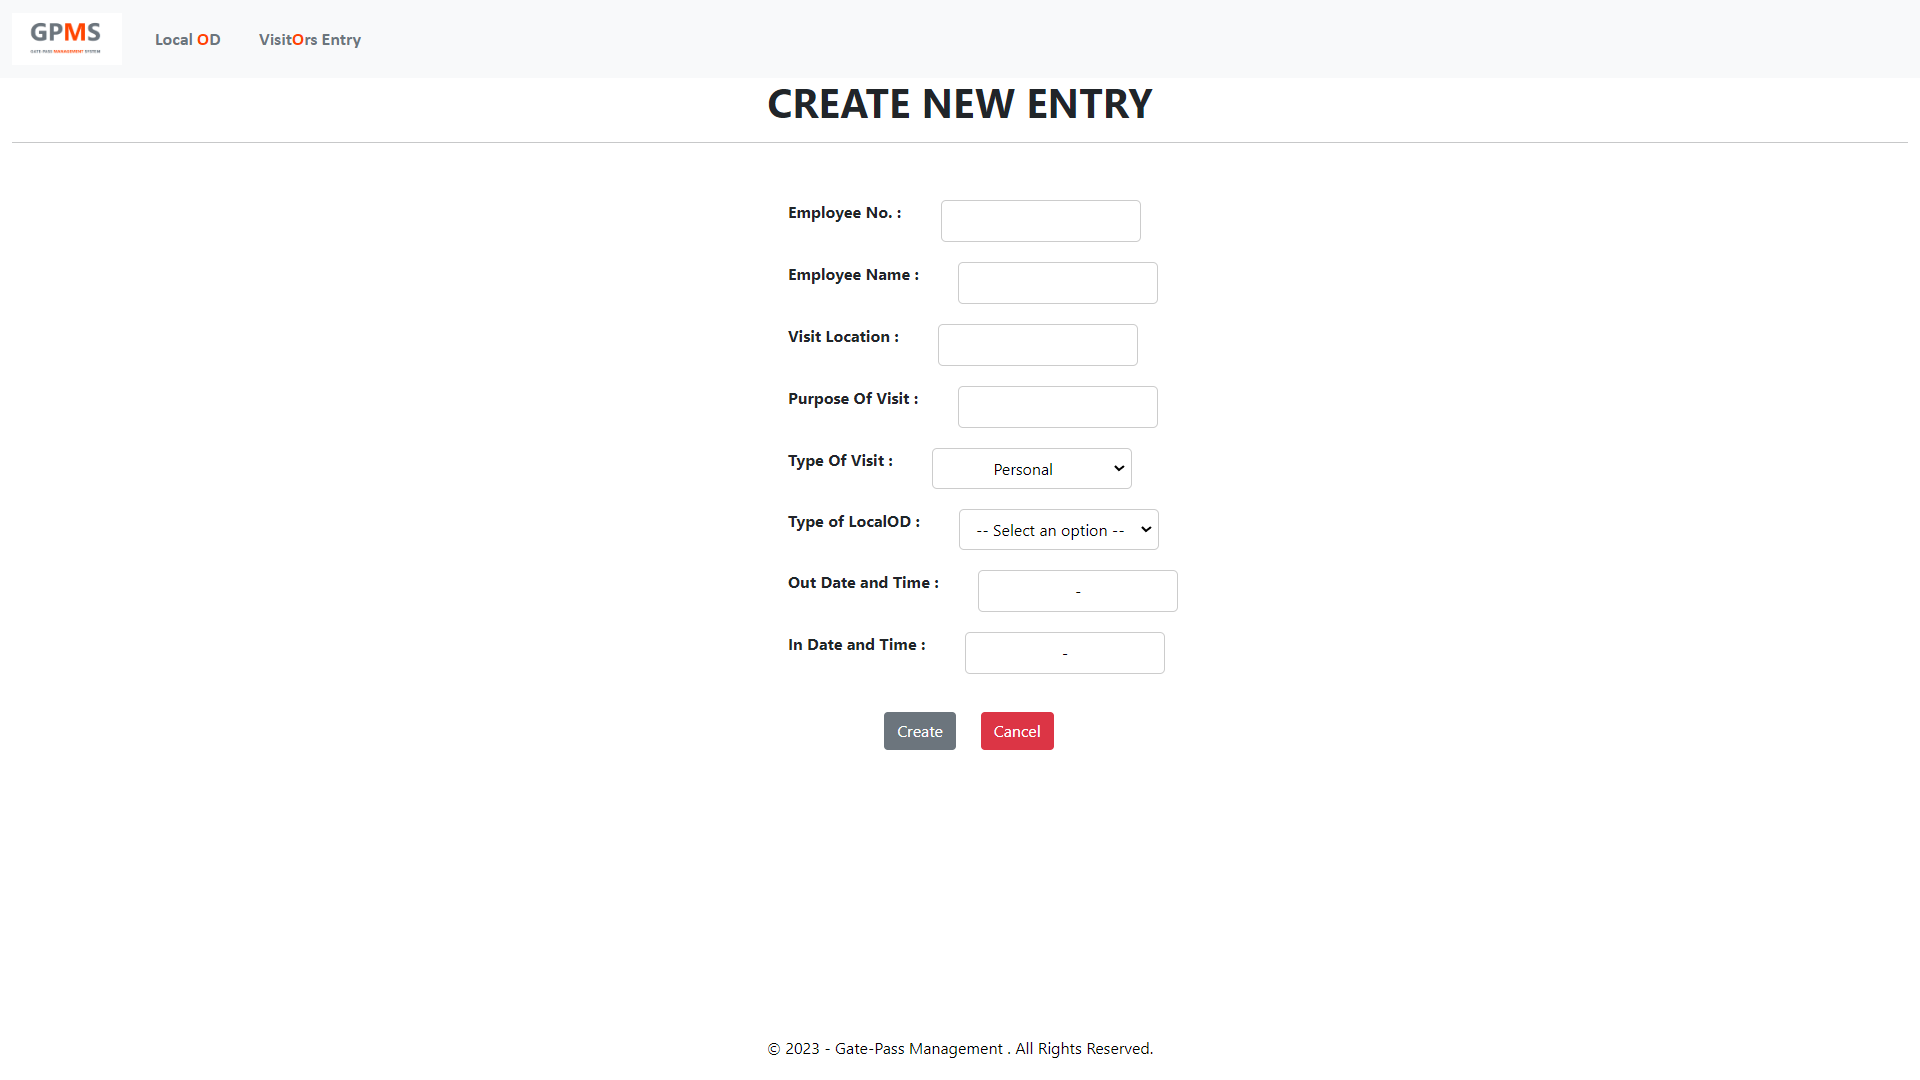 GPMS
GATE-PASS MANAGEMENT SYSTEM
Local OD
VisitOrs Entry
CREATE NEW ENTRY
Employee No. :
Employee Name :
Visit Location :
Purpose Of Visit :
Type Of Visit :
Personal
Type of LocalOD :
-- Select an option --
Out Date and Time :
-
In Date and Time :
-
Create
Cancel
© 2023 - Gate-Pass Management . All Rights Reserved.